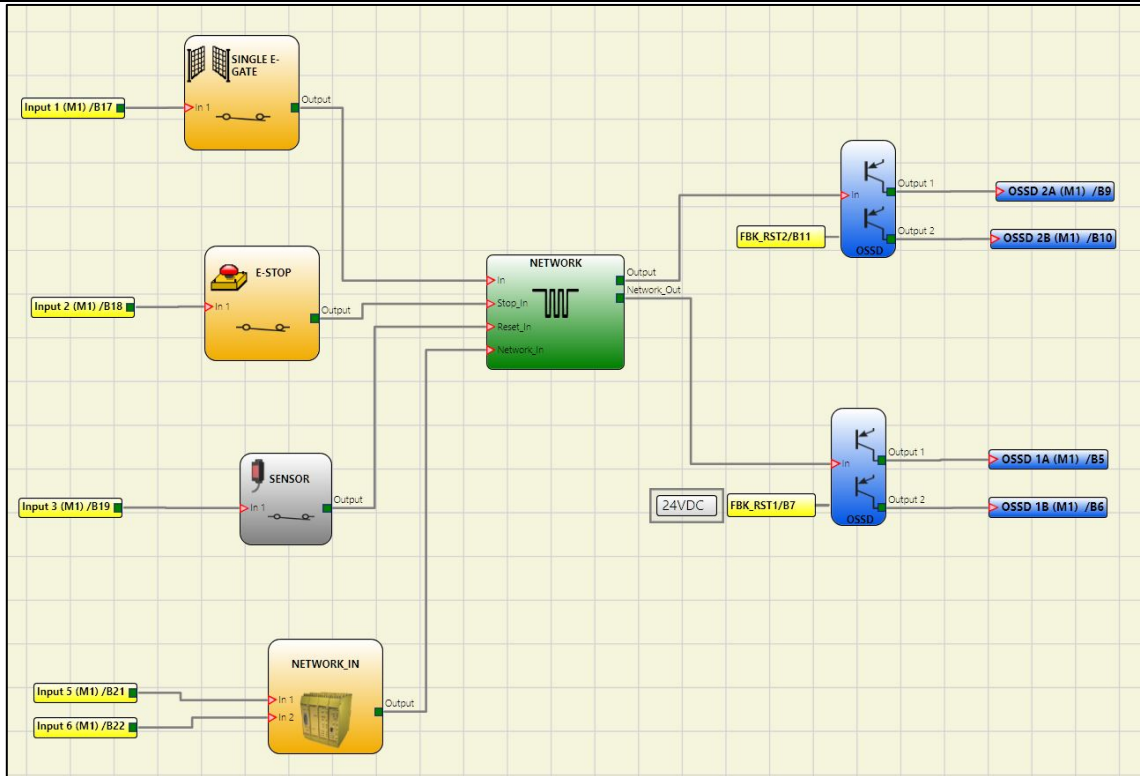 SINGLE E-
GATE
Input 1 (M1) /B17
In 1
Output
E-STOP
Input 2 (M1) /B18
In 1
Output
SENSOR
Input 3 (M1) /B19
In 1
Output
NETWORK_IN
Input 5 (M1) /B21
In 1
Input 6 (M1) /B22
In 2
Output
NETWORK
In
Stop_In
Reset_In
Network_In
Output
Network_Out
In
Output 1
OSSD 2A (M1) /B9
FBK_RST2/B11
Output 2
OSSD 2B (M1) /B10
OSSD
In
Output 1
OSSD 1A (M1) /B5
24VDC
FBK_RST1/B7
Output 2
OSSD 1B (M1) /B6
OSSD